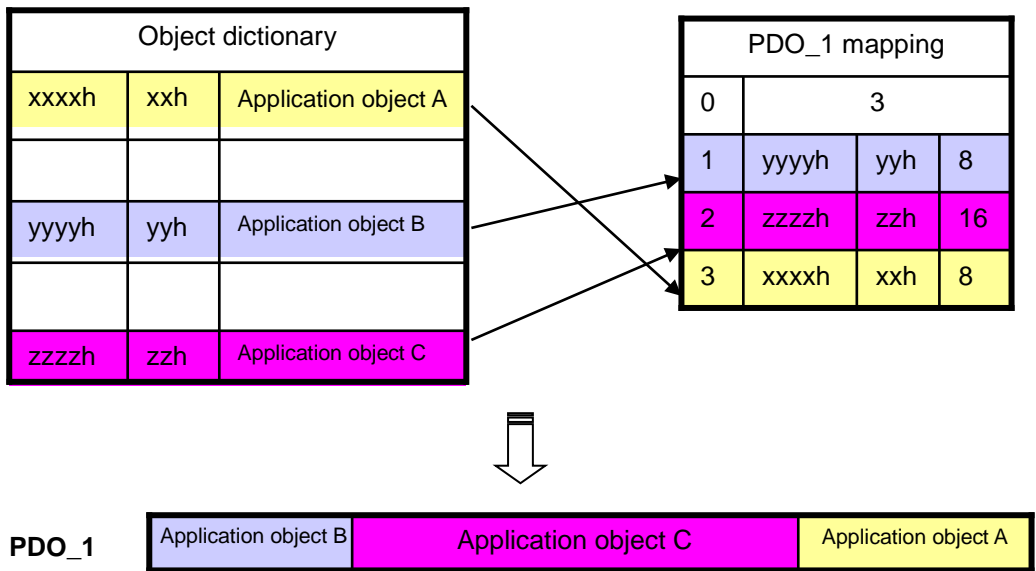 Object dictionary
xxxxh xxh Application object A
yyyyh yyh Application object B
zzzzh zzh Application object C
PDO_1 mapping
0 3
1 yyyyh yyh 8
2 zzzzh zzh 16
3 xxxxh xxh 8
PDO_1 Application object B Application object C Application object A